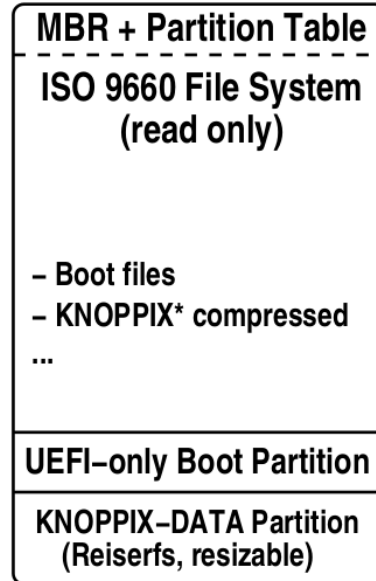 MBR + Partition Table
ISO 9660 File System
(read only)
– Boot files
– KNOPPIX* compressed
...
UEFI–only Boot Partition
KNOPPIX–DATA Partition
(Reiserfs, resizable)